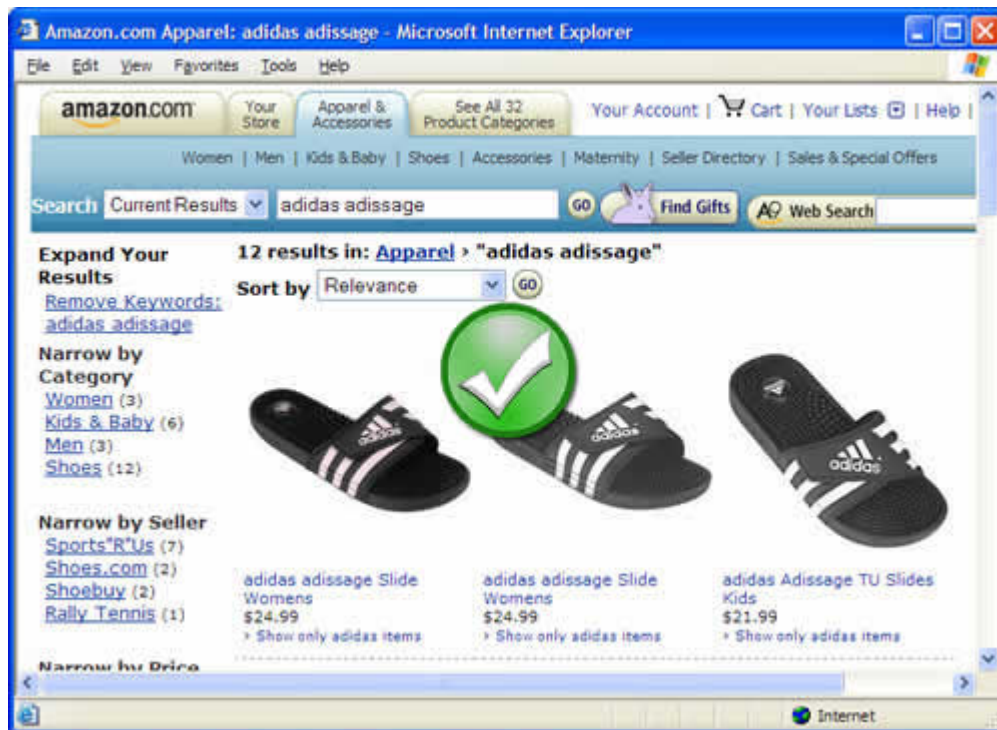 Amazon.com Apparel: adidas adissage - Microsoft Internet Explorer
File Edit View Favorites Tools Help
amazon.com
Your Store
Apparel & Accessories
See All 32 Product Categories
Your Account | Cart | Your Lists | Help |
Women | Men | Kids & Baby | Shoes | Accessories | Maternity | Seller Directory | Sales & Special Offers
Search Current Results adidas adissage GO Find Gifts A9 Web Search
Expand Your
Results
Remove Keywords:
adidas adissage
Narrow by
Category
Women (3)
Kids & Baby (6)
Men (3)
Shoes (12)
Narrow by Seller
Sports"R"Us (7)
Shoes.com (2)
Shoebuy (2)
Rally Tennis (1)
Narrow by Price
12 results in: Apparel › "adidas adissage"
Sort by Relevance GO
adidas
adidas
adidas
adidas adissage Slide
Womens
$24.99
› Show only adidas items
adidas adissage Slide
Womens
$24.99
› Show only adidas items
adidas Adissage TU Slides
Kids
$21.99
› Show only adidas items
Internet